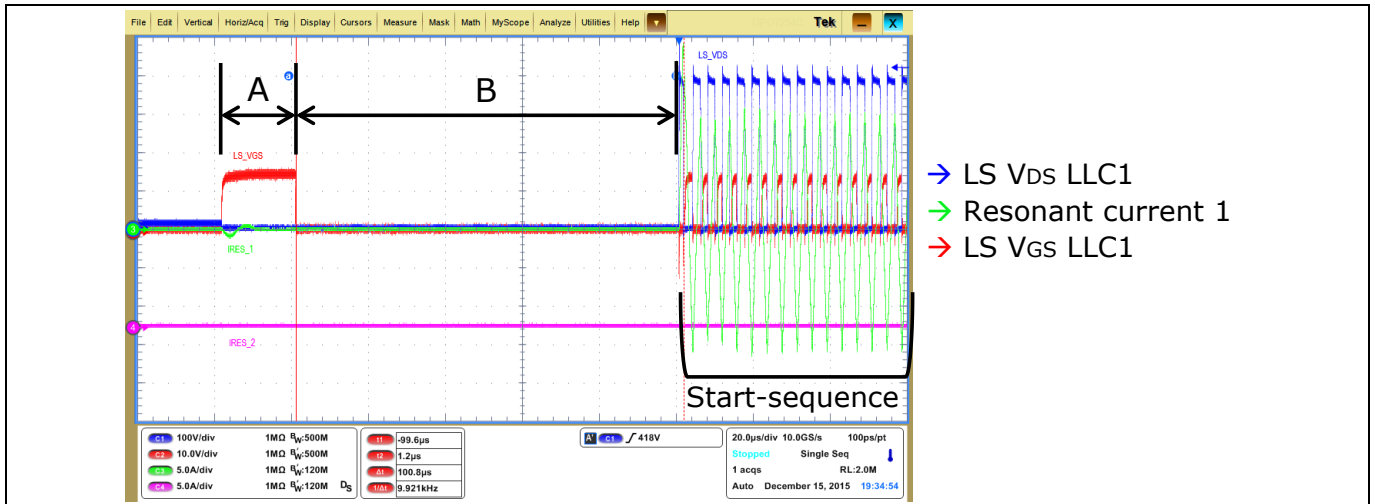 File Edit Vertical Horiz/Acq Trig Display Cursors Measure Mask Math MyScope Analyze Utilities Help Tek X
LS_VDS
a
A B
LS_VGS
3
IRES_1
4
IRES_2
→ LS VDS LLC1
→ Resonant current 1
→ LS VGS LLC1
Start-sequence
C1 100V/div 1MΩ BW:500M
C2 10.0V/div 1MΩ BW:500M
C3 5.0A/div 1MΩ BW:120M
C4 5.0A/div 1MΩ BW:120M DS
t1 -99.6µs
t2 1.2µs
Δt 100.8µs
1/Δt 9.921kHz
A' C1 ∫ 418V
20.0µs/div 10.0GS/s 100ps/pt
Stopped Single Seq
1 acqs RL:2.0M
Auto December 15, 2015 19:34:54